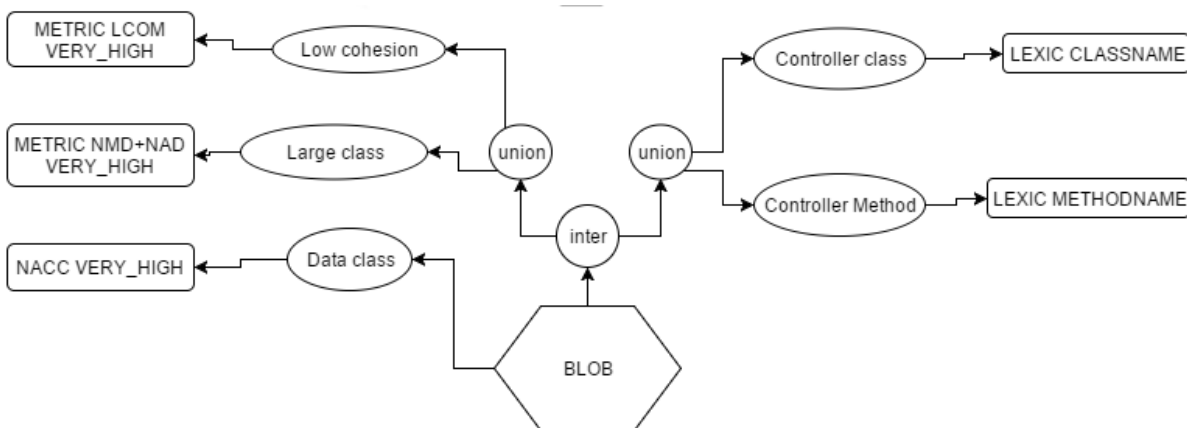 METRIC LCOM
VERY_HIGH
Low cohesion
Controller class
LEXIC CLASSNAME
METRIC NMD+NAD
VERY_HIGH
Large class
union
union
Controller Method
LEXIC METHODNAME
inter
NACC VERY_HIGH
Data class
BLOB